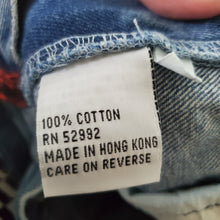 100% COTTON
RN 52992
MADE IN HONG KONG
CARE ON REVERSE